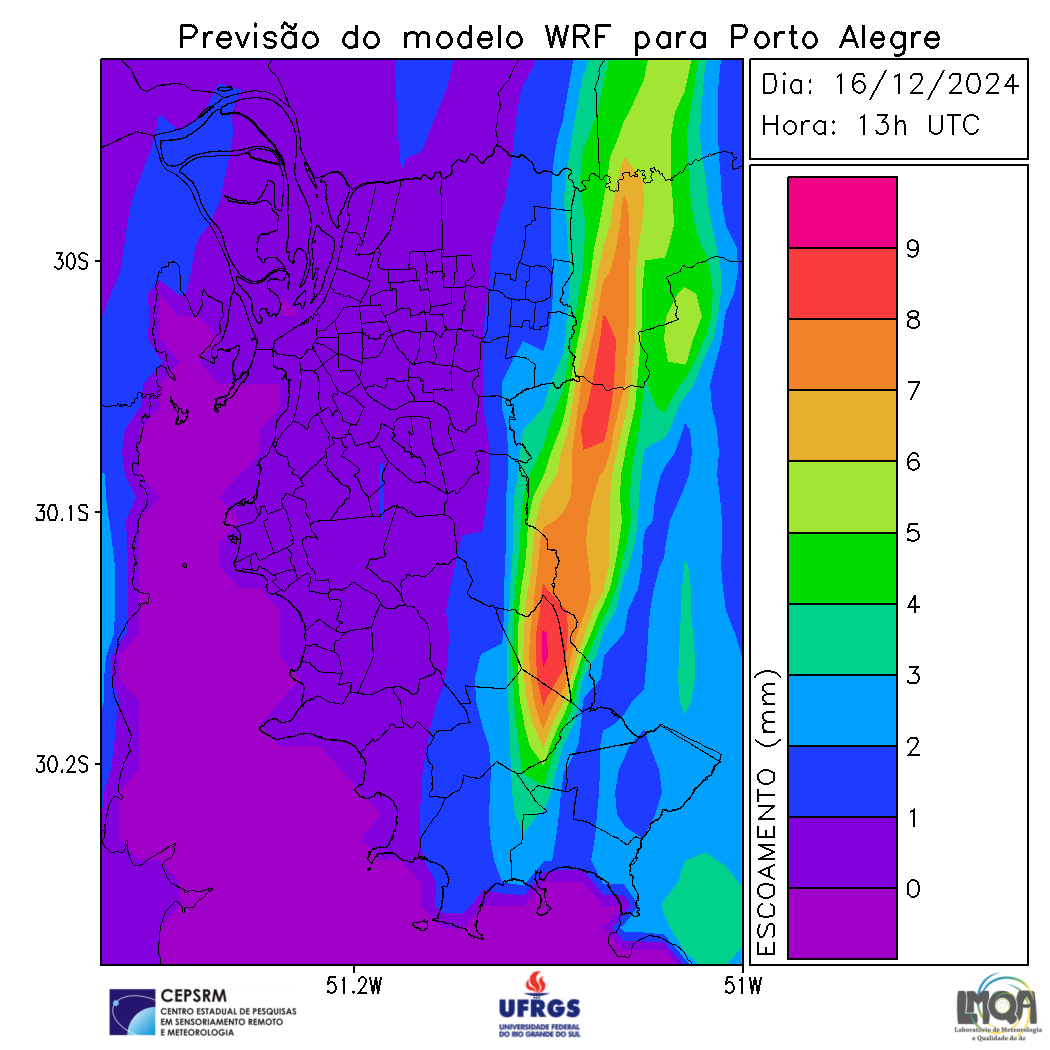 Previsão do modelo WRF para Porto Alegre
Dia: 16/12/2024
Hora: 13h UTC
30S
30.1S
30.2S
51.2W
51W
9
8
7
6
5
4
3
2
1
0
ESCOAMENTO (mm)
CEPSRM
CENTRO ESTADUAL DE PESQUISAS
EM SENSORIAMENTO REMOTO
E METEOROLOGIA
UFRGS
UNIVERSIDADE FEDERAL
DO RIO GRANDE DO SUL
LMQA
Laboratório de Meteorologia
e Qualidade do Ar